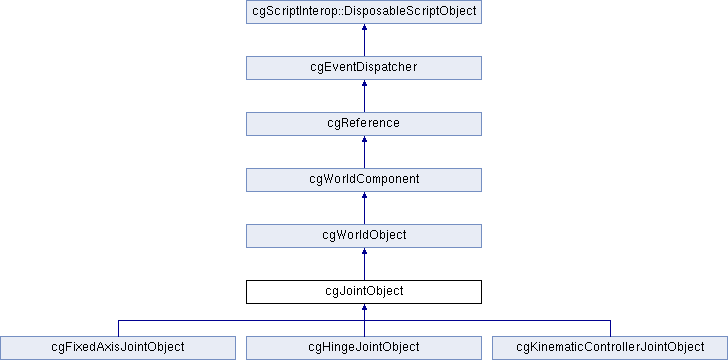 cgScriptInterop::DisposableScriptObject
cgEventDispatcher
cgReference
cgWorldComponent
cgWorldObject
cgJointObject
cgFixedAxisJointObject
cgHingeJointObject
cgKinematicControllerJointObject